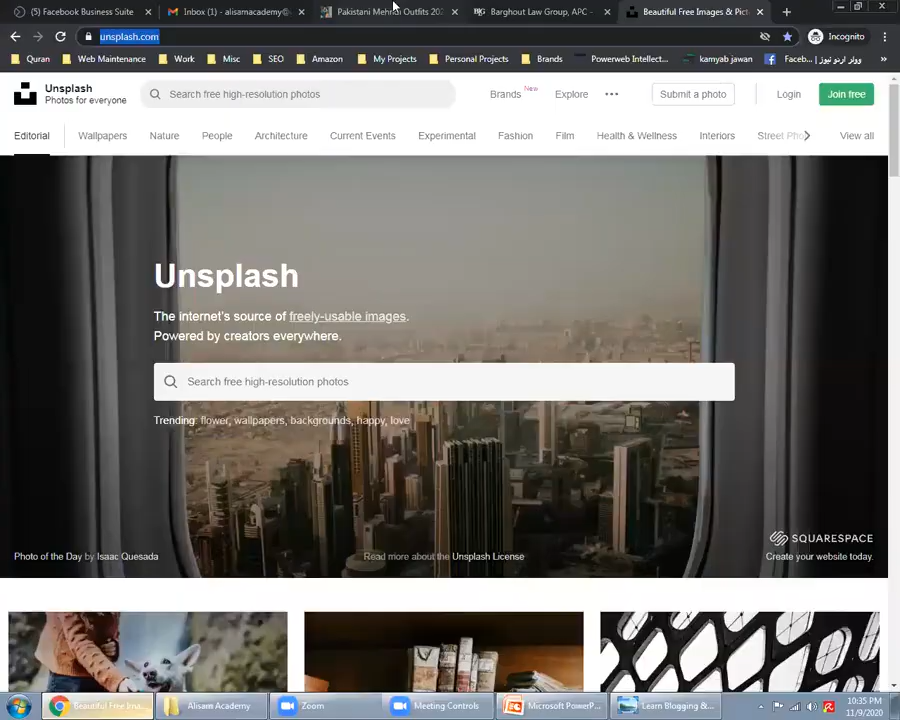 (5) Facebook Business Suite
Inbox (1) - alisamacademy@
Pakistani Mehndi Outfits 202
Barghout Law Group, APC -
Beautiful Free Images & Pict
unsplash.com
Incognito
Quran
Web Maintenance
Work
Misc
SEO
Amazon
My Projects
Personal Projects
Brands
Powerweb Intellect...
kamyab jawan
Faceb... | وولر اردو نیوز
Unsplash
Photos for everyone
Search free high-resolution photos
Brands New
Explore
Submit a photo
Login
Join free
Editorial
Wallpapers
Nature
People
Architecture
Current Events
Experimental
Fashion
Film
Health & Wellness
Interiors
Street Pho
View all
Unsplash
The internet's source of freely-usable images.
Powered by creators everywhere.
Search free high-resolution photos
Trending: flower, wallpapers, backgrounds, happy, love
Photo of the Day by Isaac Quesada
Read more about the Unsplash License
SQUARESPACE
Create your website today.
Beautiful Free Ima...
Alisam Academy
Zoom
Meeting Controls
Microsoft PowerP...
Learn Blogging &...
10:35 PM
11/9/2020